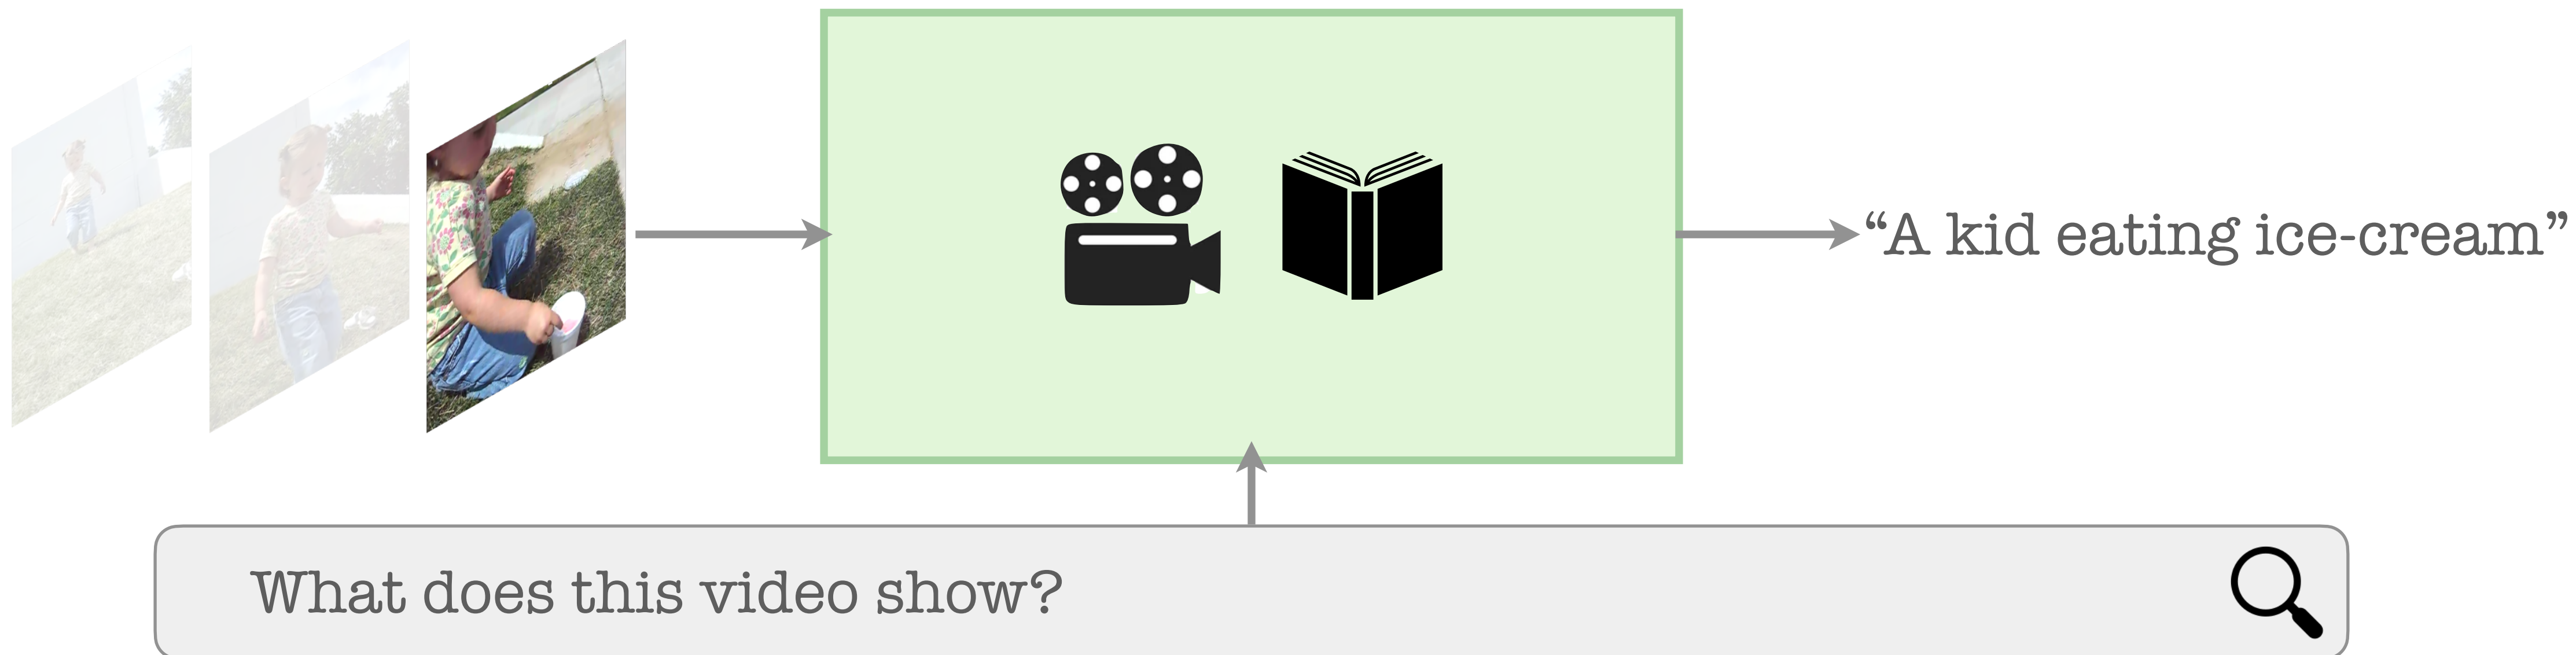 “A kid eating ice-cream”
What does this video show?